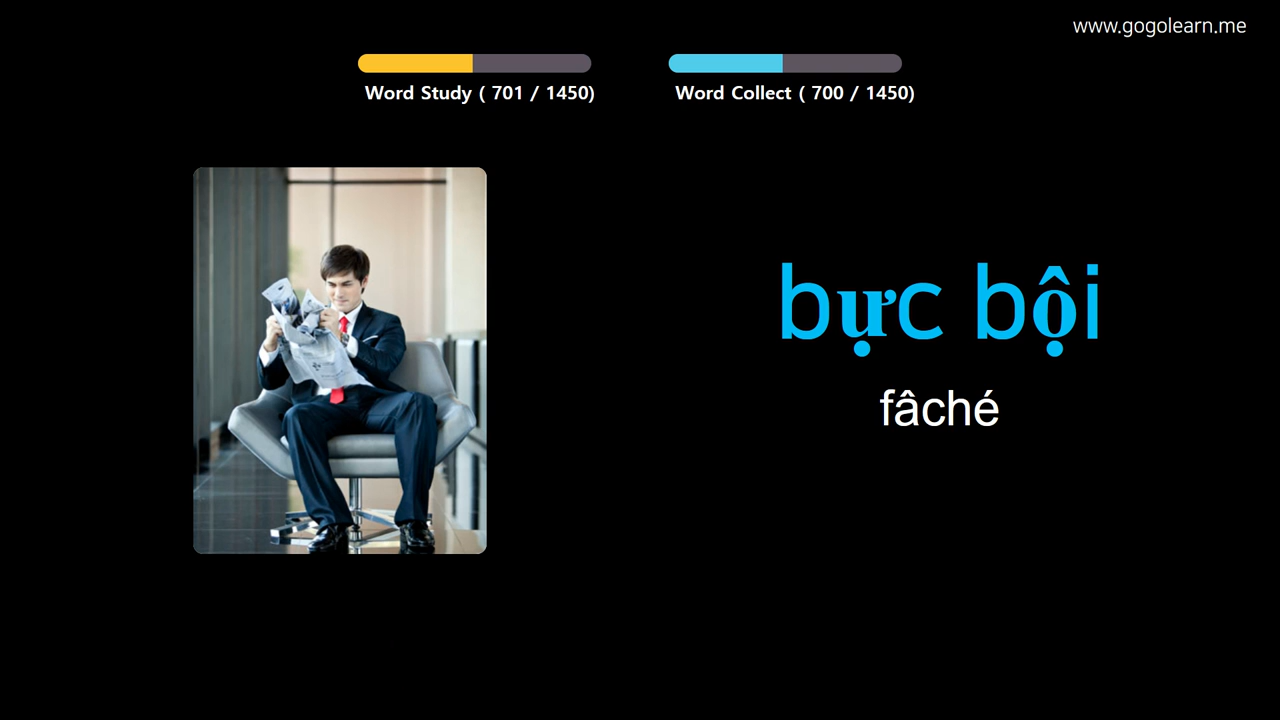 www.gogolearn.me
Word Study ( 701 / 1450)
Word Collect ( 700 / 1450)
bực bội
fâché